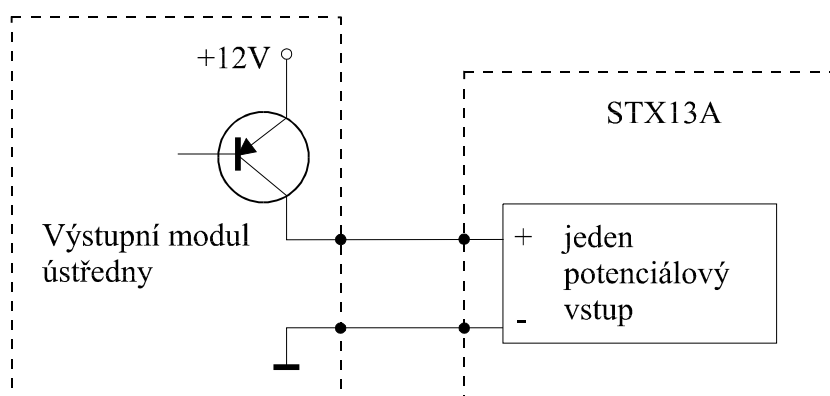 +12V
STX13A
Výstupní modul
ústředny
+ jeden
potenciálový
vstup
-